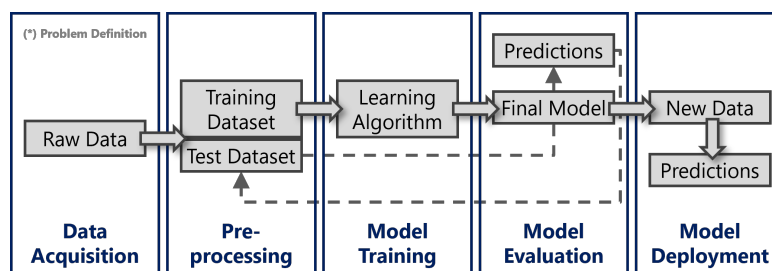 (*) Problem Definition
Raw Data
Data
Acquisition
Training
Dataset
Test Dataset
Pre-
processing
Learning
Algorithm
Model
Training
Predictions
Final Model
Model
Evaluation
New Data
Predictions
Model
Deployment